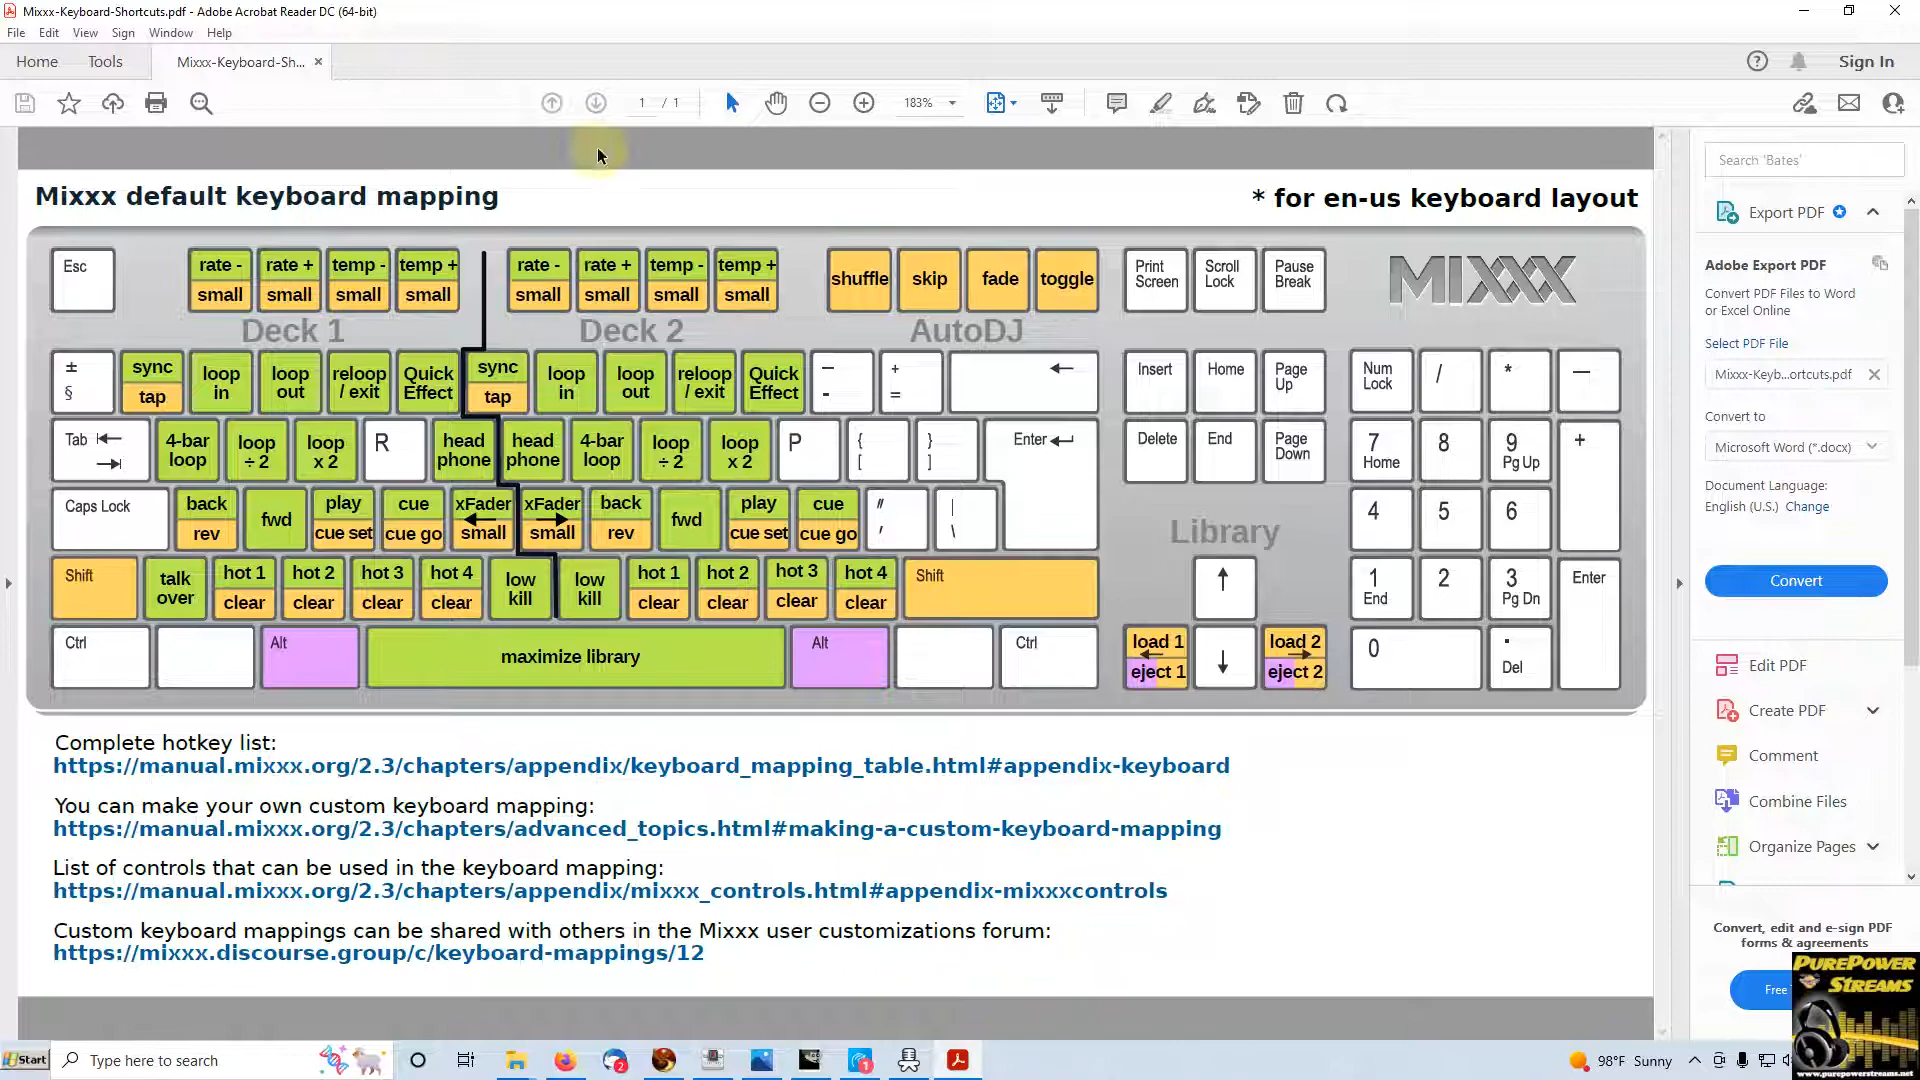 Mixxx-Keyboard-Shortcuts.pdf - Adobe Acrobat Reader DC (64-bit)
File Edit View Sign Window Help
Home Tools Mixxx-Keyboard-Sh... × Sign In
1 / 1 183%
Mixxx default keyboard mapping
* for en-us keyboard layout
Esc
rate - rate + temp - temp + rate - rate + temp - temp +
small small small small small small small small
shuffle skip fade toggle
Print Screen Scroll Lock Pause Break
MIXXX
Deck 1 Deck 2 AutoDJ
± §
sync tap
loop in
loop out
reloop / exit
Quick Effect
sync tap
loop in
loop out
reloop / exit
Quick Effect
— -
+ =
←
Insert Home Page Up
Num Lock / * —
Tab
4-bar loop
loop ÷ 2
loop x 2
R
head phone
head phone
4-bar loop
loop ÷ 2
loop x 2
P
{ [
} ]
Enter
Delete End Page Down
7 Home 8 9 Pg Up +
Caps Lock
back rev
fwd
play cue set
cue cue go
xFader ← small
xFader → small
back rev
fwd
play cue set
cue cue go
" '
| \
Library
4 5 6
Shift
talk over
hot 1 clear
hot 2 clear
hot 3 clear
hot 4 clear
low kill
low kill
hot 1 clear
hot 2 clear
hot 3 clear
hot 4 clear
Shift
↑
1 End 2 3 Pg Dn Enter
Ctrl Alt maximize library Alt Ctrl
load 1 ← eject 1
↓
load 2 → eject 2
0 . Del
Complete hotkey list:
https://manual.mixxx.org/2.3/chapters/appendix/keyboard_mapping_table.html#appendix-keyboard
You can make your own custom keyboard mapping:
https://manual.mixxx.org/2.3/chapters/advanced_topics.html#making-a-custom-keyboard-mapping
List of controls that can be used in the keyboard mapping:
https://manual.mixxx.org/2.3/chapters/appendix/mixxx_controls.html#appendix-mixxxcontrols
Custom keyboard mappings can be shared with others in the Mixxx user customizations forum:
https://mixxx.discourse.group/c/keyboard-mappings/12
Search 'Bates'
Export PDF
Adobe Export PDF
Convert PDF Files to Word
or Excel Online
Select PDF File
Mixxx-Keyb...ortcuts.pdf
Convert to
Microsoft Word (*.docx)
Document Language:
English (U.S.) Change
Convert
Edit PDF
Create PDF
Comment
Combine Files
Organize Pages
Convert, edit and e-sign PDF
forms & agreements
Free
PUREPOWER
STREAMS
www.purepowerstreams.net
Start Type here to search 2 1 98°F Sunny